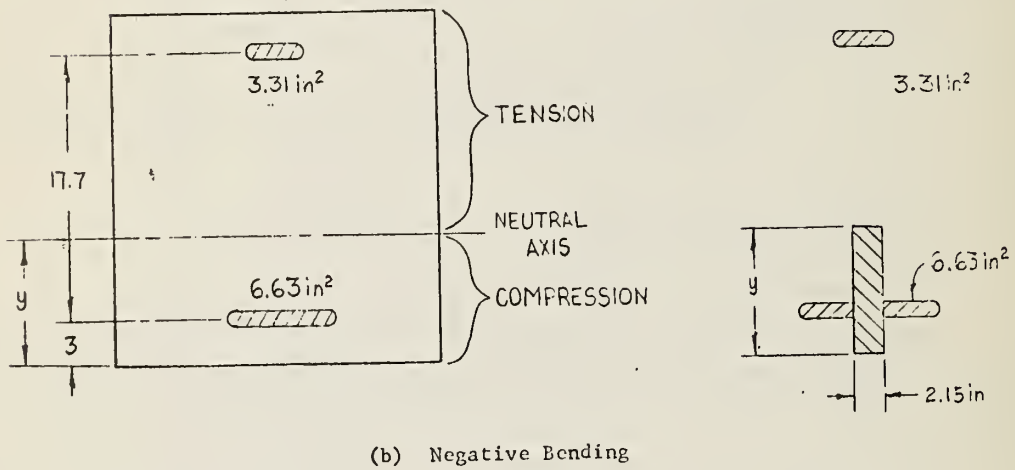 3.31 in²
TENSION
17.7
NEUTRAL
AXIS
y
6.63 in²
COMPRESSION
3
3.31 in²
6.63 in²
y
2.15 in
(b) Negative Bending